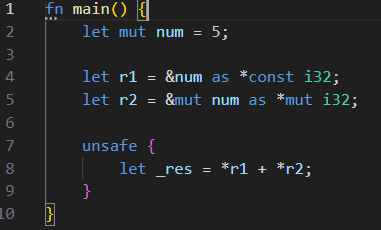 1 fn main() {
2     let mut num = 5;
3
4     let r1 = &num as *const i32;
5     let r2 = &mut num as *mut i32;
6
7     unsafe {
8         let _res = *r1 + *r2;
9     }
10 }